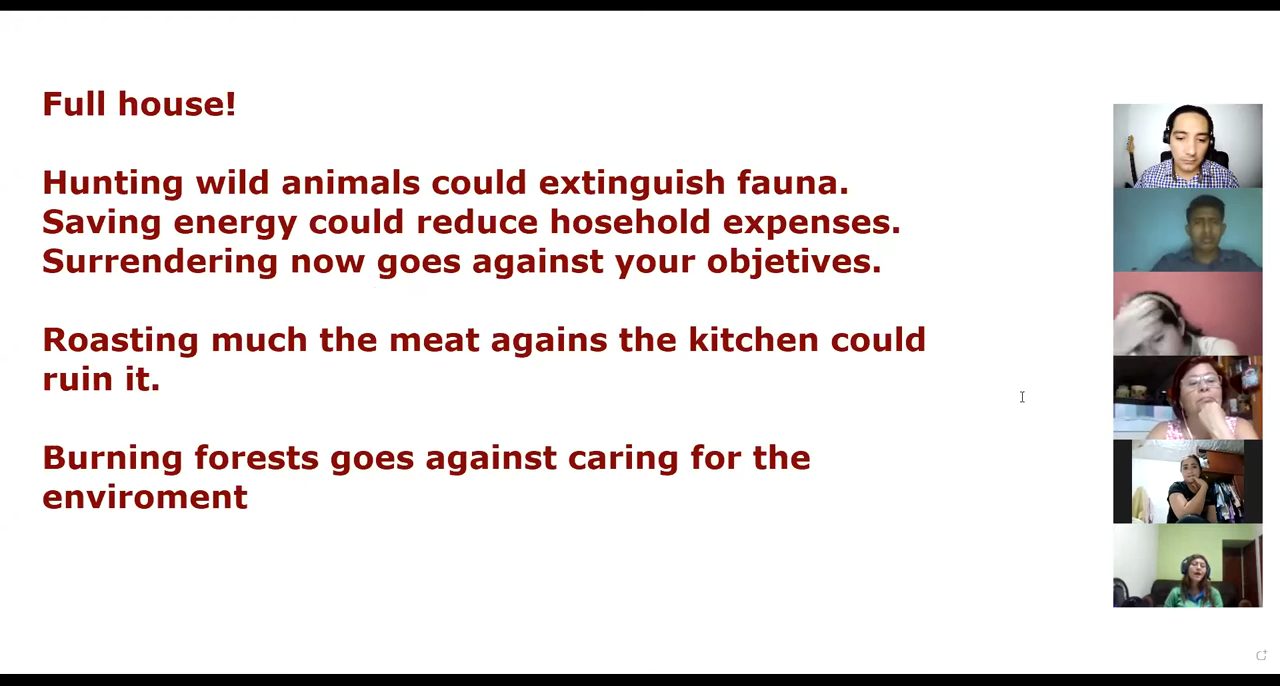 Full house!
Hunting wild animals could extinguish fauna.
Saving energy could reduce hosehold expenses.
Surrendering now goes against your objetives.
Roasting much the meat agains the kitchen could
ruin it.
Burning forests goes against caring for the
enviroment